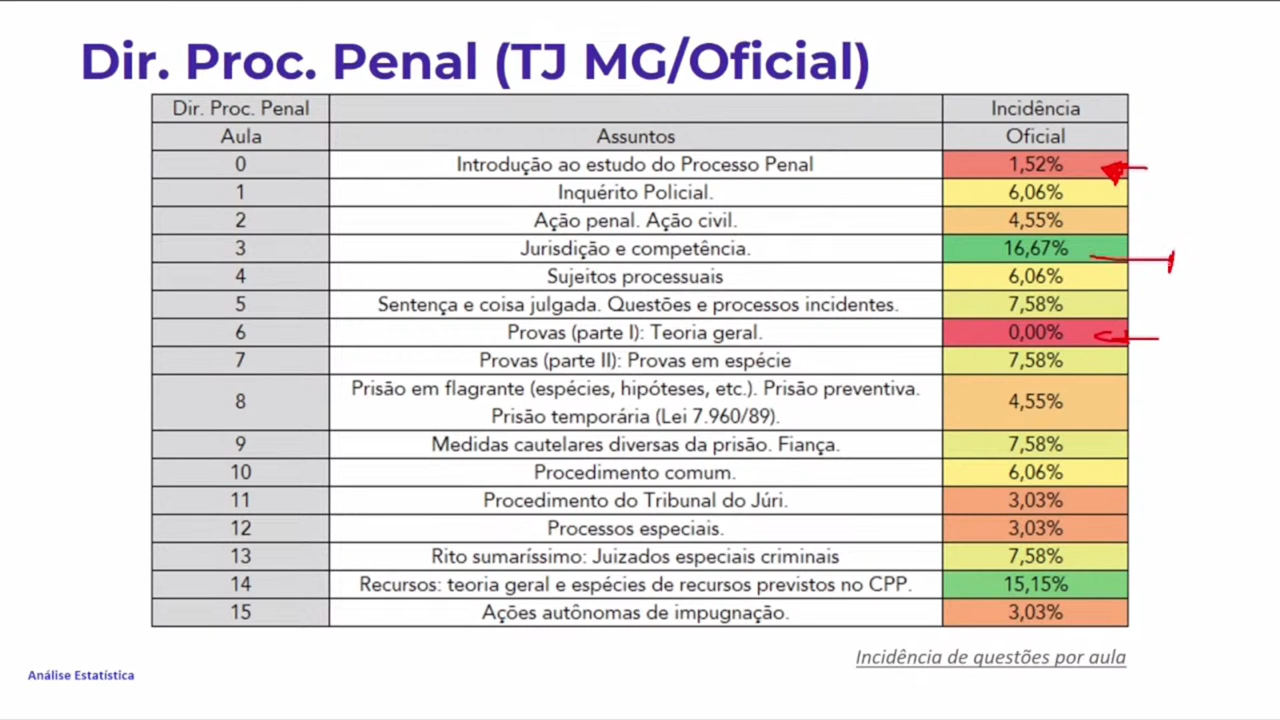 Dir. Proc. Penal (TJ MG/Oficial)
Dir. Proc. Penal Incidência
Aula Assuntos Oficial
0 Introdução ao estudo do Processo Penal 1,52%
1 Inquérito Policial. 6,06%
2 Ação penal. Ação civil. 4,55%
3 Jurisdição e competência. 16,67%
4 Sujeitos processuais 6,06%
5 Sentença e coisa julgada. Questões e processos incidentes. 7,58%
6 Provas (parte I): Teoria geral. 0,00%
7 Provas (parte II): Provas em espécie 7,58%
8 Prisão em flagrante (espécies, hipóteses, etc.). Prisão preventiva. 4,55%
Prisão temporária (Lei 7.960/89).
9 Medidas cautelares diversas da prisão. Fiança. 7,58%
10 Procedimento comum. 6,06%
11 Procedimento do Tribunal do Júri. 3,03%
12 Processos especiais. 3,03%
13 Rito sumaríssimo: Juizados especiais criminais 7,58%
14 Recursos: teoria geral e espécies de recursos previstos no CPP. 15,15%
15 Ações autônomas de impugnação. 3,03%
Incidência de questões por aula
Análise Estatística